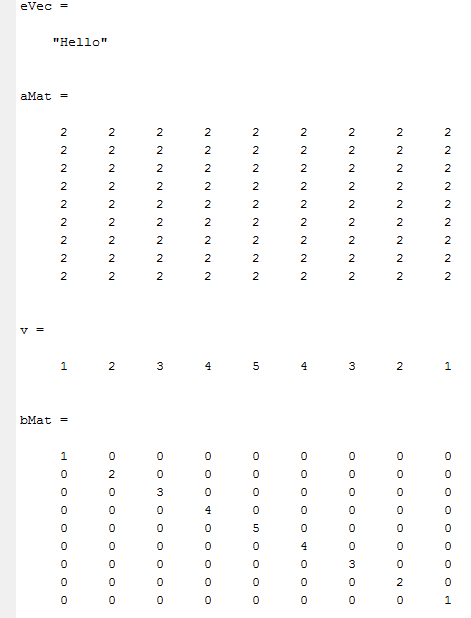 eVec =
"Hello"
aMat =
2 2 2 2 2 2 2 2 2
2 2 2 2 2 2 2 2 2
2 2 2 2 2 2 2 2 2
2 2 2 2 2 2 2 2 2
2 2 2 2 2 2 2 2 2
2 2 2 2 2 2 2 2 2
2 2 2 2 2 2 2 2 2
2 2 2 2 2 2 2 2 2
2 2 2 2 2 2 2 2 2
v =
1 2 3 4 5 4 3 2 1
bMat =
1 0 0 0 0 0 0 0 0
0 2 0 0 0 0 0 0 0
0 0 3 0 0 0 0 0 0
0 0 0 4 0 0 0 0 0
0 0 0 0 5 0 0 0 0
0 0 0 0 0 4 0 0 0
0 0 0 0 0 0 3 0 0
0 0 0 0 0 0 0 2 0
0 0 0 0 0 0 0 0 1